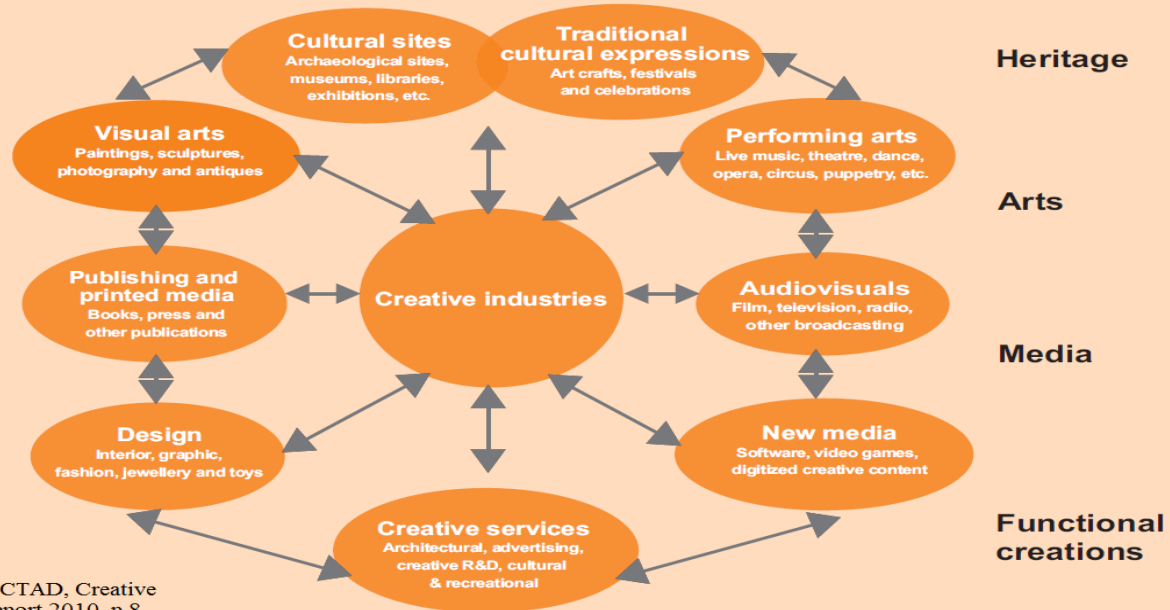 Cultural sites
Archaeological sites,
museums, libraries,
exhibitions, etc.
Traditional
cultural expressions
Art crafts, festivals
and celebrations
Heritage
Visual arts
Paintings, sculptures,
photography and antiques
Performing arts
Live music, theatre, dance,
opera, circus, puppetry, etc.
Arts
Publishing and
printed media
Books, press and
other publications
Creative industries
Audiovisuals
Film, television, radio,
other broadcasting
Media
Design
Interior, graphic,
fashion, jewellery and toys
New media
Software, video games,
digitized creative content
Creative services
Architectural, advertising,
creative R&D, cultural
& recreational
Functional
creations
CTAD, Creative
port 2010, p.8